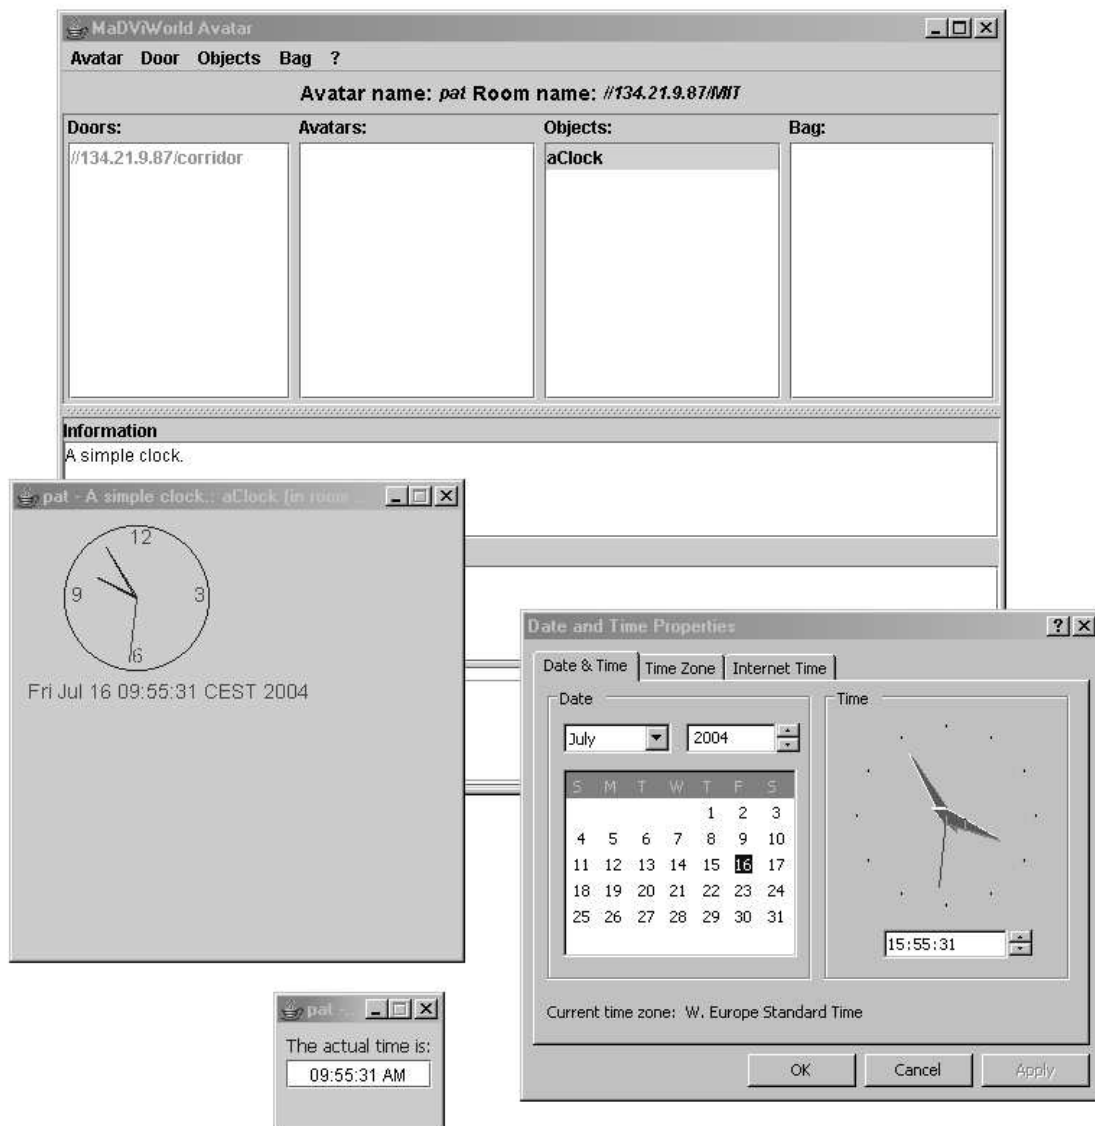 MaDViWorld Avatar
Avatar Door Objects Bag ?
Avatar name: pat Room name: //134.21.9.87/MIT
Doors: Avatars: Objects: Bag:
//134.21.9.87/corridor aClock
Information
A simple clock.
pat - A simple clock.: aClock (in room ...
12
9 3
6
Fri Jul 16 09:55:31 CEST 2004
Date and Time Properties
Date & Time Time Zone Internet Time
Date Time
July 2004
S M T W T F S
1 2 3
4 5 6 7 8 9 10
11 12 13 14 15 16 17
18 19 20 21 22 23 24
25 26 27 28 29 30 31
15:55:31
Current time zone: W. Europe Standard Time
OK Cancel Apply
pat -...
The actual time is:
09:55:31 AM